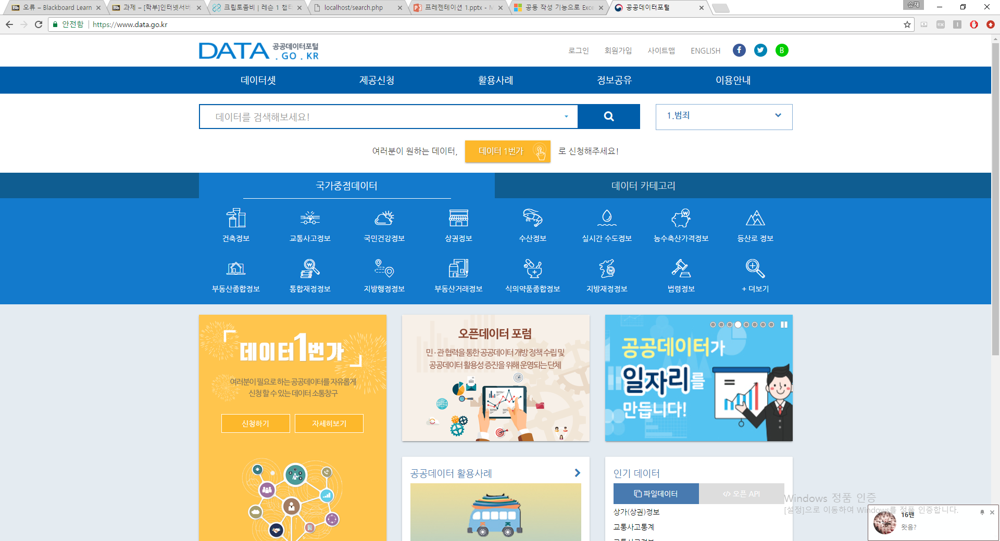 오류 – Blackboard Learn
과제 – [학부]인터넷서버
크립토좀비 | 레슨 1 챕터
localhost/search.php
프레젠테이션 1.pptx - M
공동 작성 기능으로 Exce
공공데이터포털
송재
안전함
https://www.data.go.kr
DATA 공공데이터포털
. GO . KR
로그인 회원가입 사이트맵 ENGLISH
데이터셋 제공신청 활용사례 정보공유 이용안내
데이터를 검색해보세요!
1.범죄
여러분이 원하는 데이터, 데이터 1번가 로 신청해주세요!
국가중점데이터 데이터 카테고리
건축정보 교통사고정보 국민건강정보 상권정보 수산정보 실시간 수도정보 농수축산가격정보 등산로 정보
부동산종합정보 통합재정정보 지방행정정보 부동산거래정보 식의약품종합정보 지방재정정보 법령정보 + 더보기
데이터1번가
여러분이 필요로 하는 공공데이터를 자유롭게
신청 할 수 있는 데이터 소통창구
신청하기 자세히보기
오픈데이터 포럼
민·관 협력을 통한 공공데이터 개방 정책 수립 및
공공데이터 활용성 증진을 위해 운영되는 단체
공공데이터가
일자리를
만듭니다!
공공데이터 활용사례
인기 데이터
파일데이터 오픈 API
상가(상권)정보
교통사고통계
Windows 정품 인증
[설정]으로 이동하여 Windows를 정품 인증합니다.
16밴
왓음?